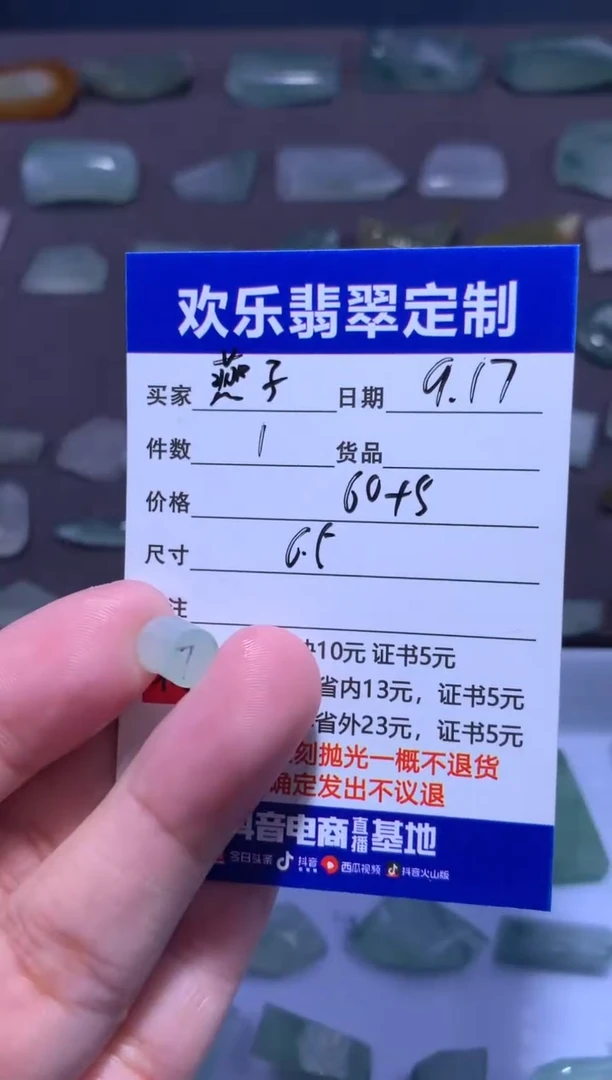 欢乐翡翠定制
买家 燕子 日期 9.17
件数 1 货品
价格 60+5
尺寸 6.5
注
7
10元 证书5元
省内13元，证书5元
省外23元，证书5元
刻抛光一概不退货
确定发出不议退
抖音电商直播基地
今日头条 抖音 西瓜视频 抖音火山版